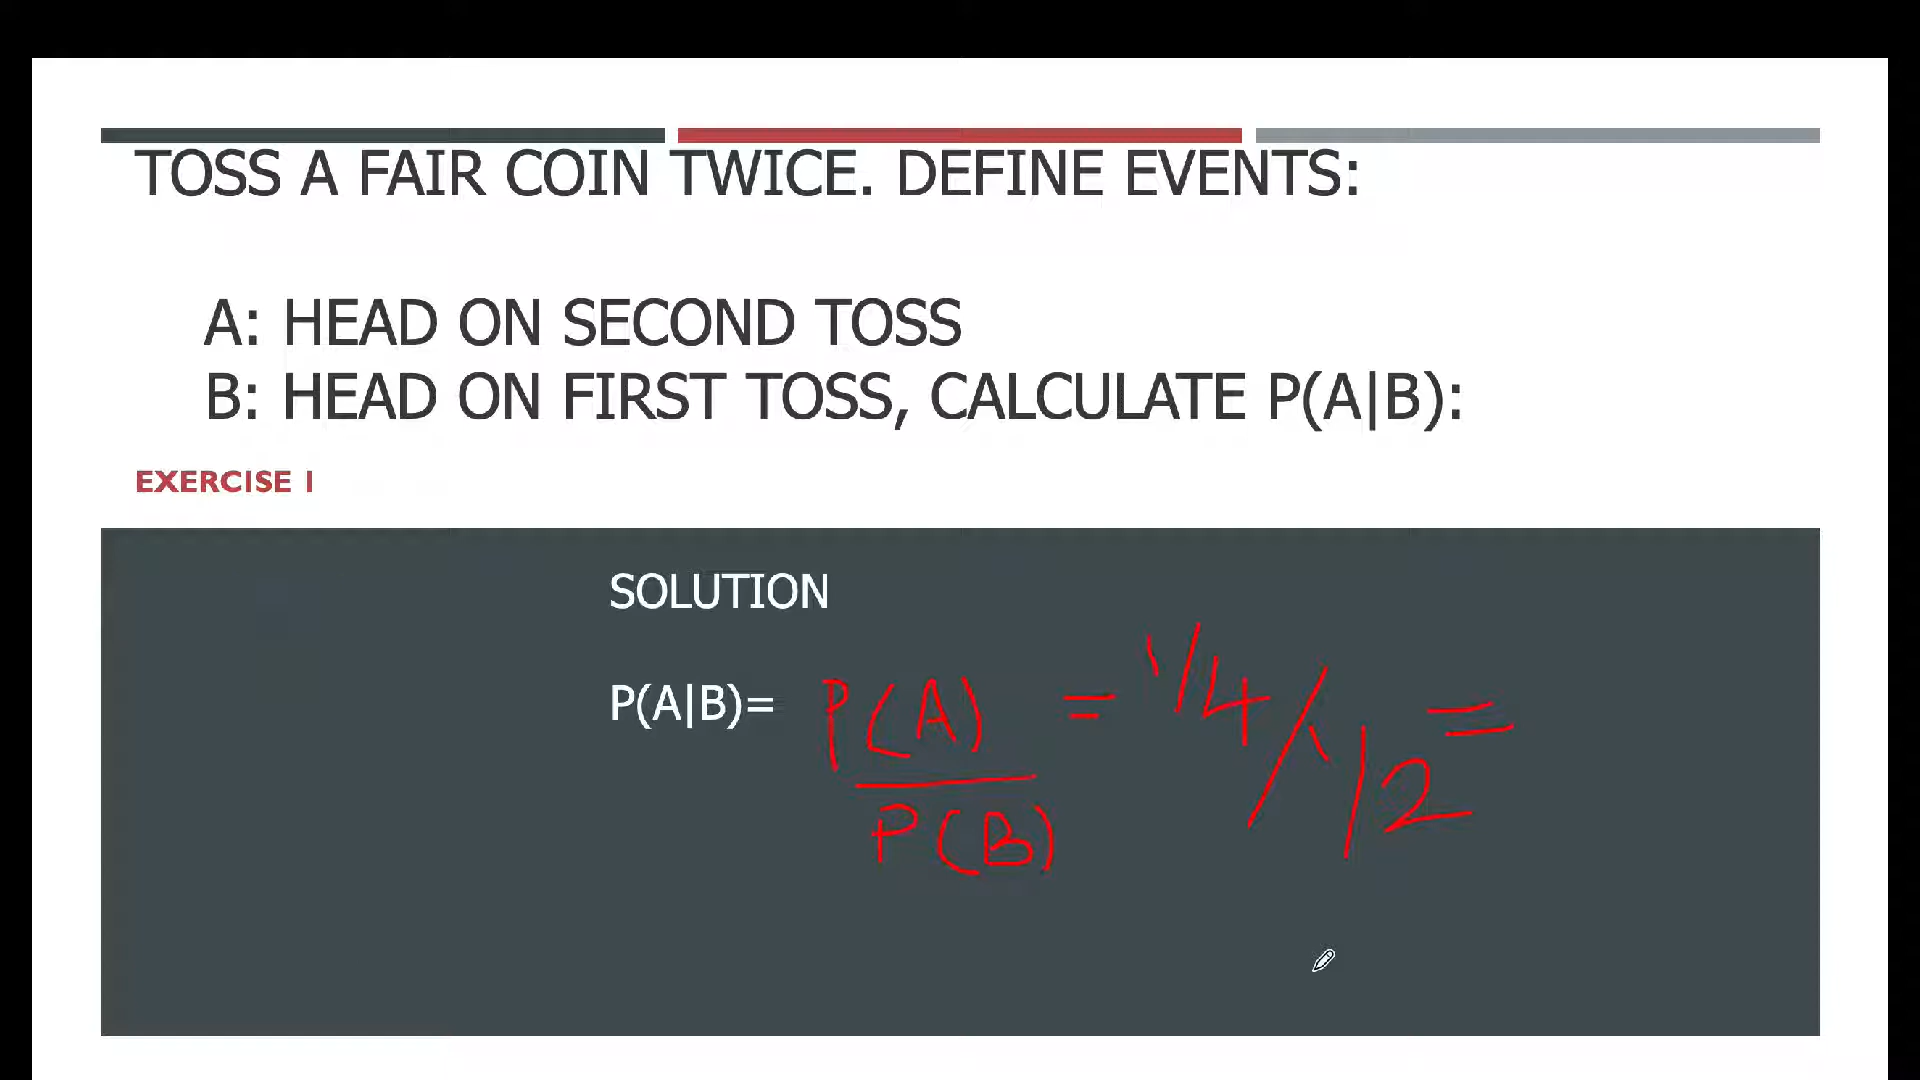 TOSS A FAIR COIN TWICE. DEFINE EVENTS:
A: HEAD ON SECOND TOSS
B: HEAD ON FIRST TOSS, CALCULATE P(A|B):
EXERCISE 1
SOLUTION
P(A|B)= P(A) / P(B) = 1/4 / 1/2 =